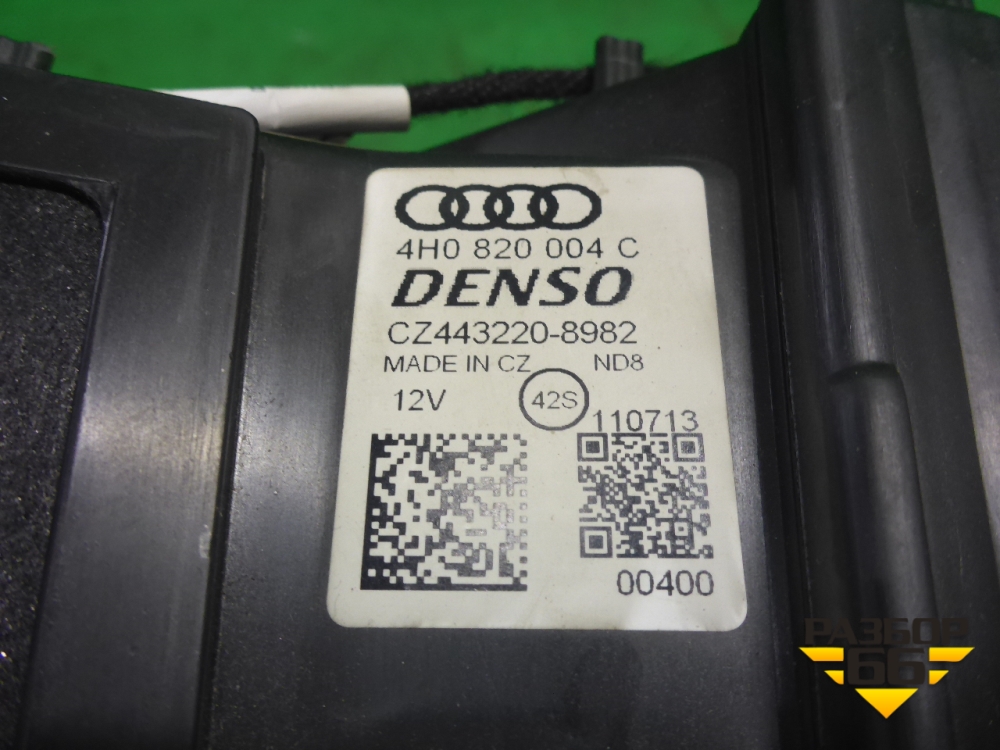 4H0 820 004 C
DENSO
CZ443220-8982
MADE IN CZ ND8
12V 42S
110713
00400
РАЗБОР
66